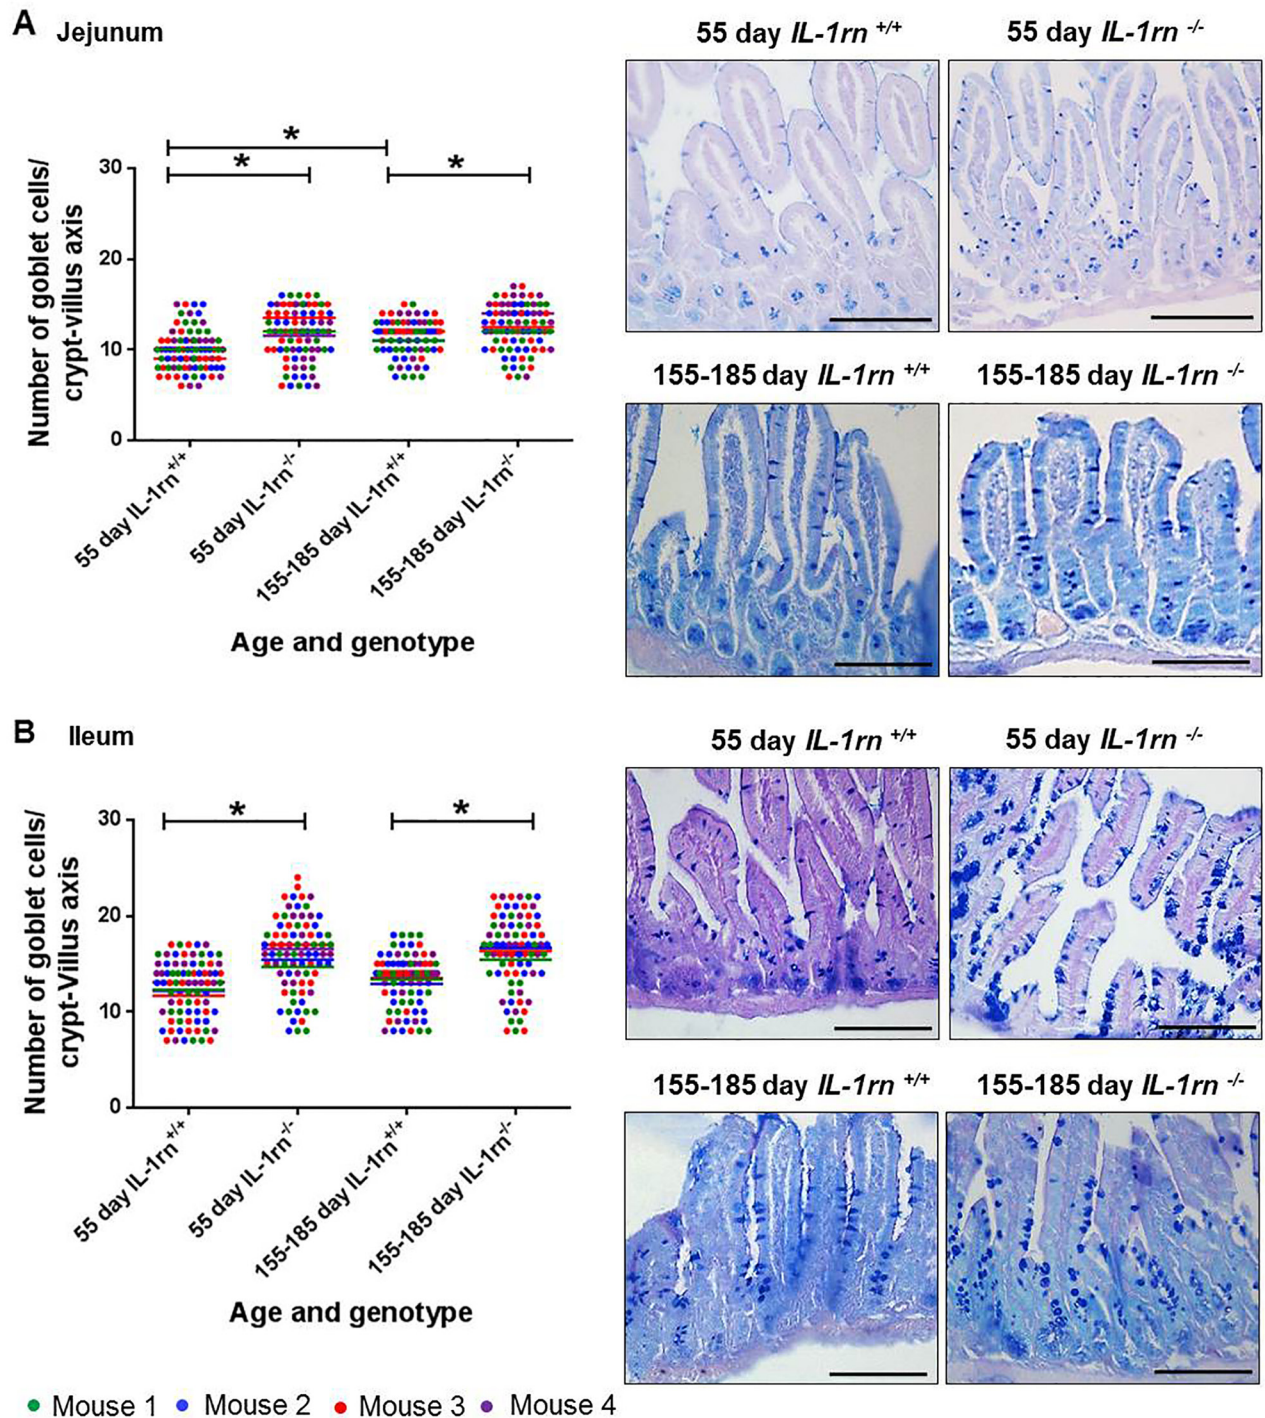 A Jejunum
Number of goblet cells/
crypt-villus axis
30
20
10
0
*
*
*
55 day IL-1rn+/+
55 day IL-1rn-/-
155-185 day IL-1rn+/+
155-185 day IL-1rn-/-
Age and genotype
55 day IL-1rn +/+
55 day IL-1rn -/-
155-185 day IL-1rn +/+
155-185 day IL-1rn -/-
B Ileum
Number of goblet cells/
crypt-Villus axis
30
20
10
0
*
*
55 day IL-1rn+/+
55 day IL-1rn-/-
155-185 day IL-1rn+/+
155-185 day IL-1rn-/-
Age and genotype
55 day IL-1rn +/+
55 day IL-1rn -/-
155-185 day IL-1rn +/+
155-185 day IL-1rn -/-
Mouse 1 Mouse 2 Mouse 3 Mouse 4